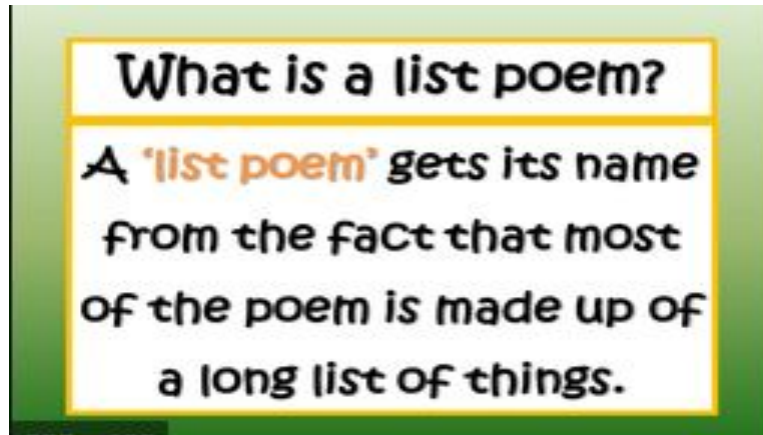 What is a list poem?
A ‘list poem’ gets its name
from the fact that most
of the poem is made up of
a long list of things.